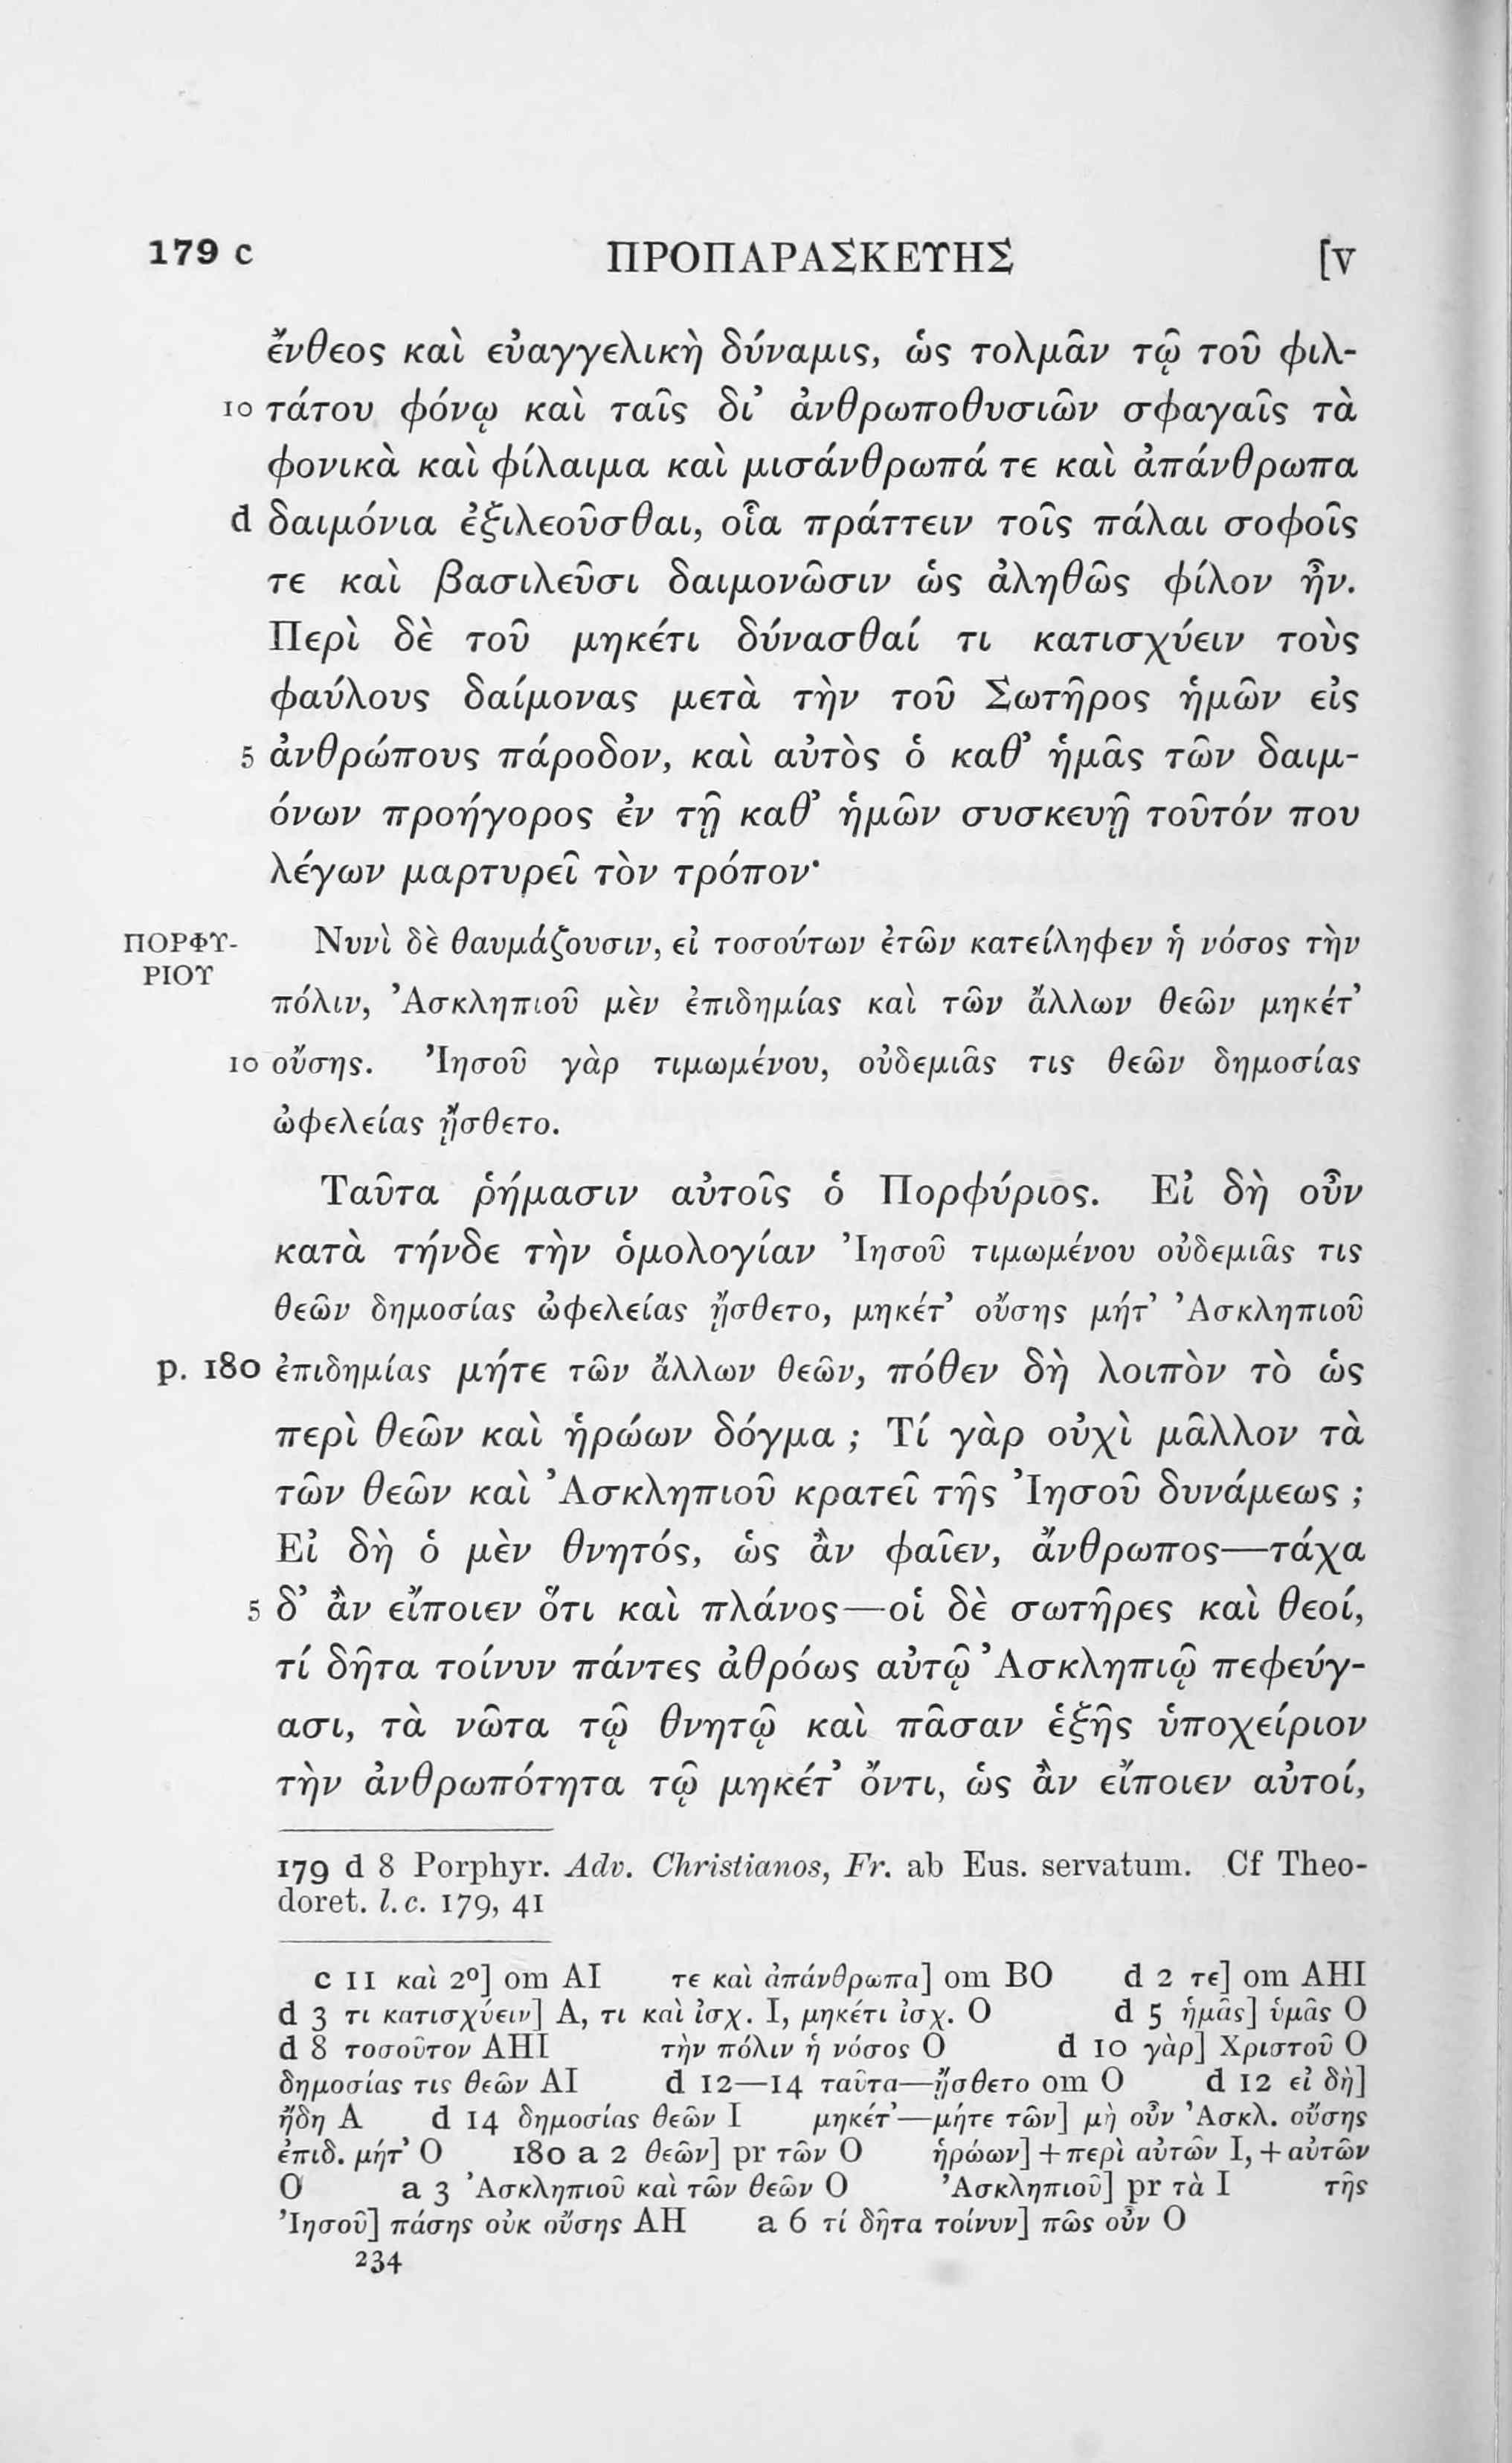 179 c ΠΡΟΠΑΡΑΣΚΕΥΗΣ [v
ἔνθεος καὶ εὐαγγελικὴ δύναμις, ὡς τολμᾶν τῷ τοῦ φιλ-
10 τάτου φόνῳ καὶ ταῖς δι’ ἀνθρωποθυσιῶν σφαγαῖς τὰ
φονικὰ καὶ φίλαιμα καὶ μισάνθρωπά τε καὶ ἀπάνθρωπα
d δαιμόνια ἐξιλεοῦσθαι, οἷα πράττειν τοῖς πάλαι σοφοῖς
τε καὶ βασιλεῦσι δαιμονῶσιν ὡς ἀληθῶς φίλον ἦν.
Περὶ δὲ τοῦ μηκέτι δύνασθαί τι κατισχύειν τοὺς
φαύλους δαίμονας μετὰ τὴν τοῦ Σωτῆρος ἡμῶν εἰς
5 ἀνθρώπους πάροδον, καὶ αὐτὸς ὁ καθ’ ἡμᾶς τῶν δαιμ-
όνων προήγορος ἐν τῇ καθ’ ἡμῶν συσκευῇ τοῦτόν που
λέγων μαρτυρεῖ τὸν τρόπον·
ΠΟΡΦΥ- Νυνὶ δὲ θαυμάζουσιν, εἰ τοσούτων ἐτῶν κατείληφεν ἡ νόσος τὴν
ΡΙΟΥ
πόλιν, Ἀσκληπιοῦ μὲν ἐπιδημίας καὶ τῶν ἄλλων θεῶν μηκέτ’
10 οὔσης. Ἰησοῦ γὰρ τιμωμένου, οὐδεμιᾶς τις θεῶν δημοσίας
ὠφελείας ᾔσθετο.
Ταῦτα ῥήμασιν αὐτοῖς ὁ Πορφύριος. Εἰ δὴ οὖν
κατὰ τήνδε τὴν ὁμολογίαν Ἰησοῦ τιμωμένου οὐδεμιᾶς τις
θεῶν δημοσίας ὠφελείας ᾔσθετο, μηκέτ’ οὔσης μήτ’ Ἀσκληπιοῦ
p. 180 ἐπιδημίας μήτε τῶν ἄλλων θεῶν, πόθεν δὴ λοιπὸν τὸ ὡς
περὶ θεῶν καὶ ἡρώων δόγμα ; Τί γὰρ οὐχὶ μᾶλλον τὰ
τῶν θεῶν καὶ Ἀσκληπιοῦ κρατεῖ τῆς Ἰησοῦ δυνάμεως ;
Εἰ δὴ ὁ μὲν θνητός, ὡς ἂν φαῖεν, ἄνθρωπος—τάχα
5 δ’ ἂν εἴποιεν ὅτι καὶ πλάνος—οἱ δὲ σωτῆρες καὶ θεοί,
τί δῆτα τοίνυν πάντες ἀθρόως αὐτῷ Ἀσκληπιῷ πεφεύγ-
ασι, τὰ νῶτα τῷ θνητῷ καὶ πᾶσαν ἑξῆς ὑποχείριον
τὴν ἀνθρωπότητα τῷ μηκέτ’ ὄντι, ὡς ἂν εἴποιεν αὐτοί,
179 d 8 Porphyr. Adv. Christianos, Fr. ab Eus. servatum. Cf Theo-
doret. l.c. 179, 41
c 11 καὶ 2º] om AI τε καὶ ἀπάνθρωπα] om BO d 2 τε] om AHI
d 3 τι κατισχύειν] A, τι καὶ ἰσχ. I, μηκέτι ἰσχ. O d 5 ἡμᾶς] ὑμᾶς O
d 8 τοσοῦτον AHI τὴν πόλιν ἡ νόσος O d 10 γὰρ] Χριστοῦ O
δημοσίας τις θεῶν AI d 12—14 ταῦτα—ᾔσθετο om O d 12 εἰ δὴ]
ἤδη A d 14 δημοσίας θεῶν I μηκέτ’—μήτε τῶν] μὴ οὖν Ἀσκλ. οὔσης
ἐπιδ. μήτ’ O 180 a 2 θεῶν] pr τῶν O ἡρώων] + περὶ αὐτῶν I, + αὐτῶν
O a 3 Ἀσκληπιοῦ καὶ τῶν θεῶν O Ἀσκληπιοῦ] pr τὰ I τῆς
Ἰησοῦ] πάσης οὐκ οὔσης AH a 6 τί δῆτα τοίνυν] πῶς οὖν O
234